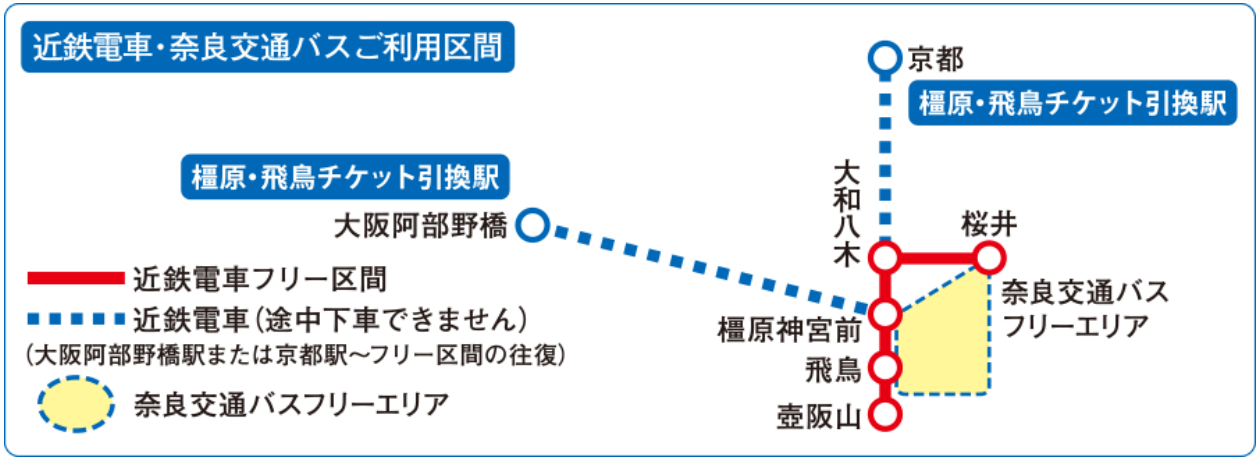 近鉄電車・奈良交通バスご利用区間
京都
橿原・飛鳥チケット引換駅
橿原・飛鳥チケット引換駅
大阪阿部野橋
大和八木
桜井
近鉄電車フリー区間
奈良交通バス
フリーエリア
近鉄電車(途中下車できません)
橿原神宮前
(大阪阿部野橋駅または京都駅～フリー区間の往復)
飛鳥
奈良交通バスフリーエリア
壺阪山